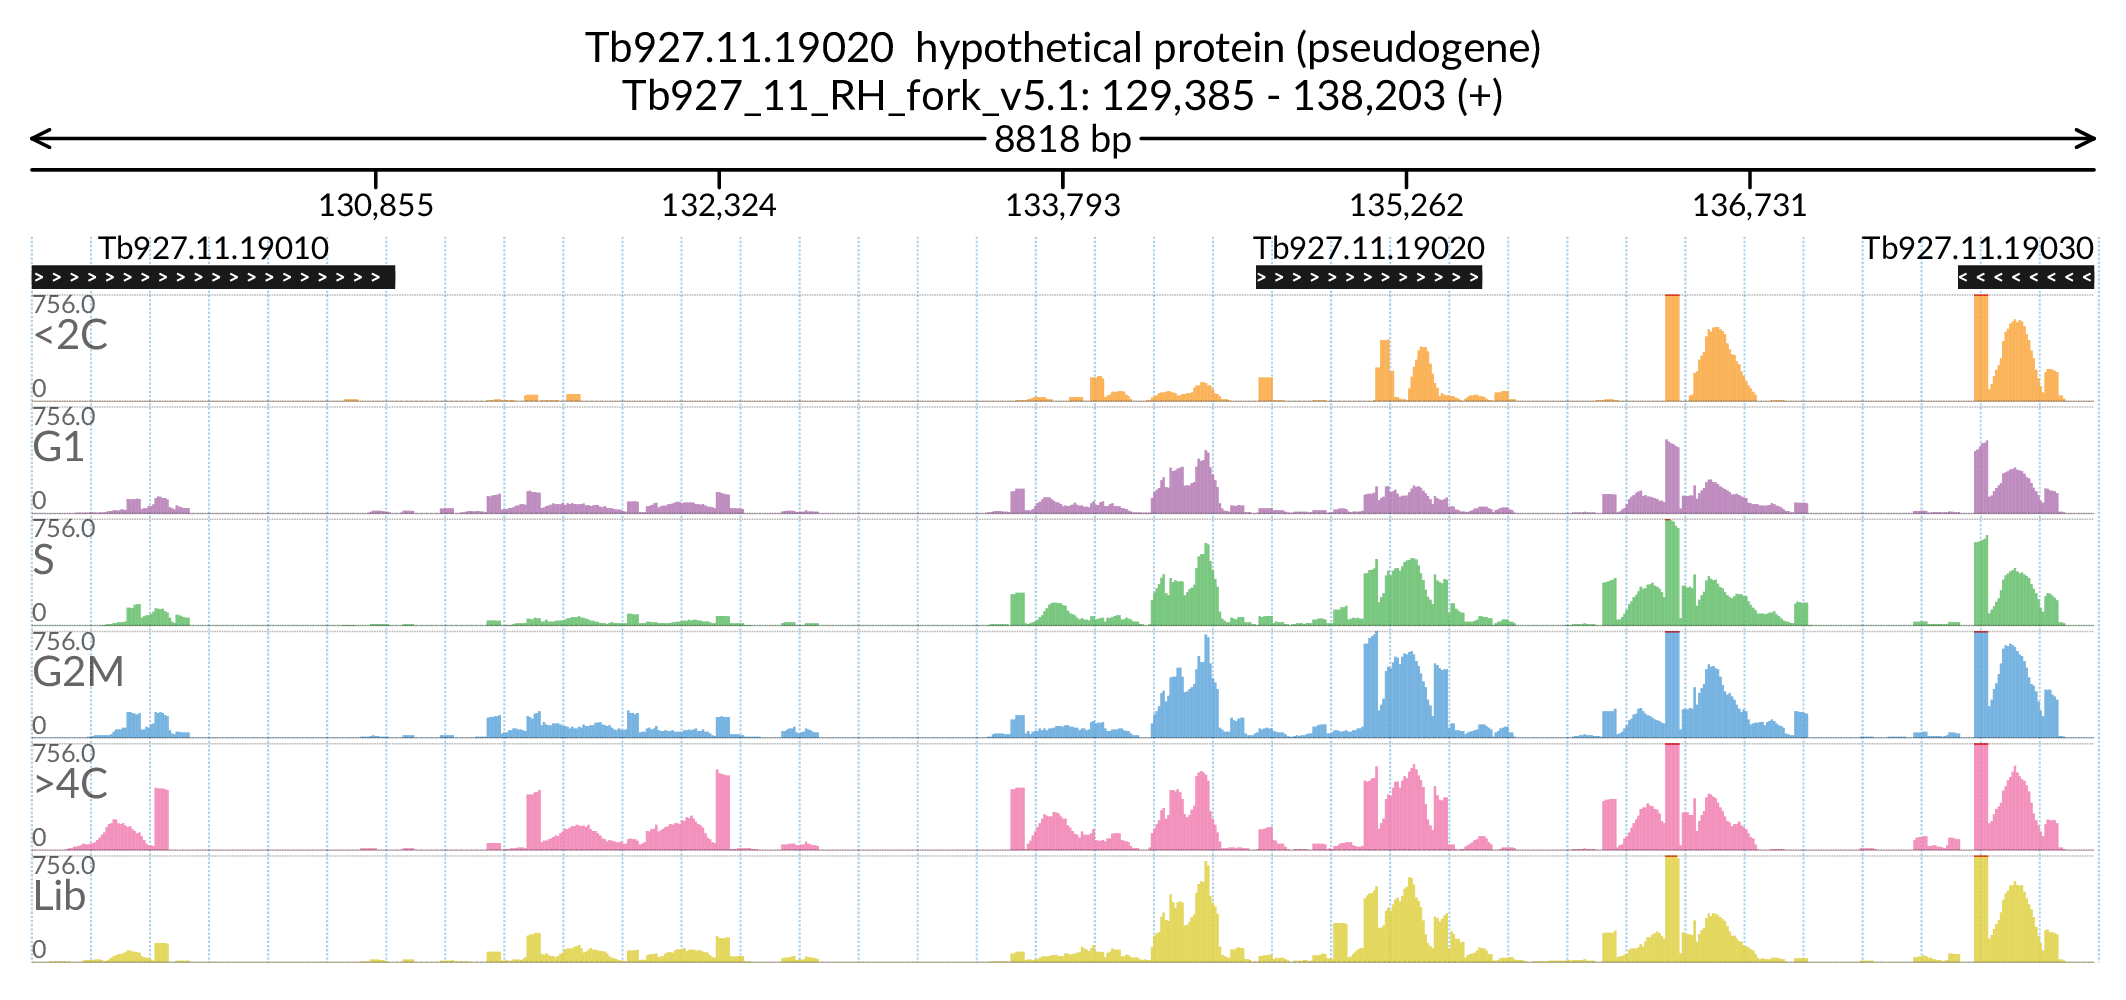 Tb927.11.19020  hypothetical protein (pseudogene)
Tb927_11_RH_fork_v5.1: 129,385 - 138,203 (+)
8818 bp
130,855 132,324 133,793 135,262 136,731
Tb927.11.19010 Tb927.11.19020 Tb927.11.19030
756.0
<2C
0
756.0
G1
0
756.0
S
0
756.0
G2M
0
756.0
>4C
0
756.0
Lib
0